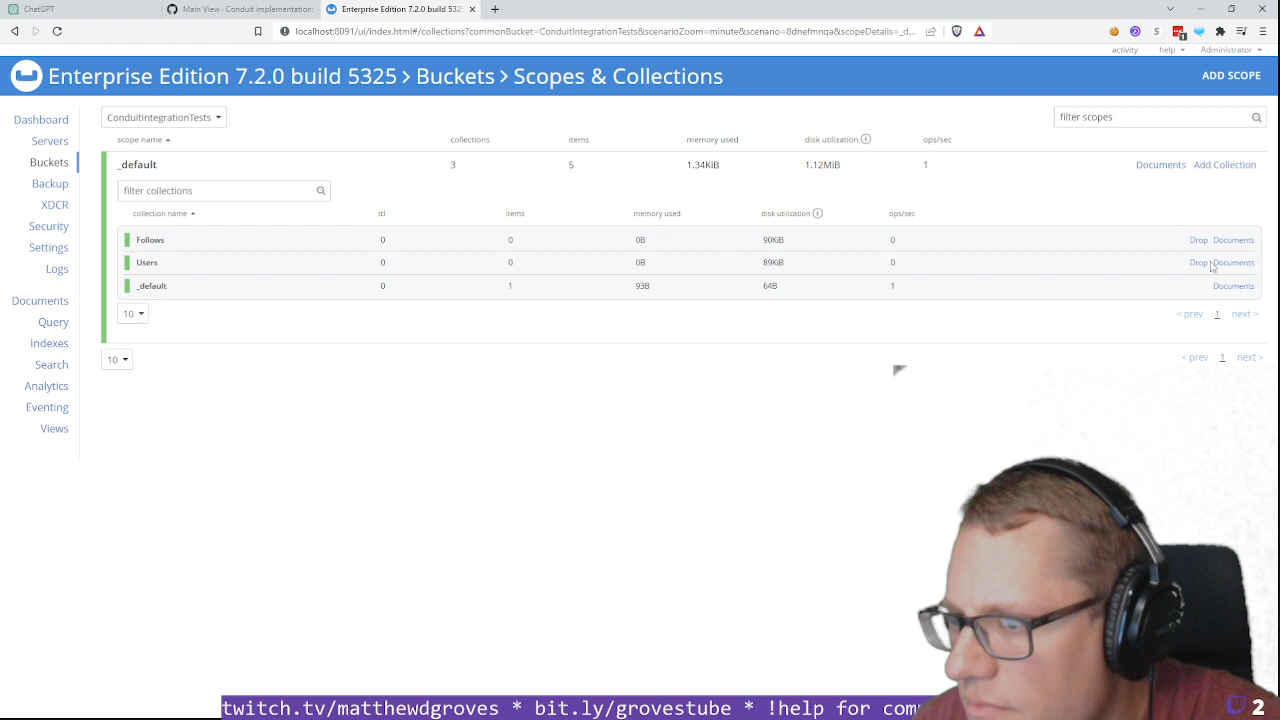 ChatGPT
Main View - Conduit implementation
Enterprise Edition 7.2.0 build 5325
localhost:8091/ui/index.html#/collections?commonBucket=ConduitIntegrationTests&scenarioZoom=minute&scenario=8dnefmnqa&scopeDetails=_d...
1
activity help Administrator
Enterprise Edition 7.2.0 build 5325 > Buckets > Scopes & Collections
ADD SCOPE
Dashboard
Servers
Buckets
Backup
XDCR
Security
Settings
Logs
Documents
Query
Indexes
Search
Analytics
Eventing
Views
ConduitIntegrationTests
filter scopes
scope name collections items memory used disk utilization ops/sec
_default 3 5 1.34KiB 1.12MiB 1 Documents Add Collection
filter collections
collection name ttl items memory used disk utilization ops/sec
Follows 0 0 0B 90KiB 0 Drop Documents
Users 0 0 0B 89KiB 0 Drop Documents
_default 0 1 93B 64B 1 Documents
10
< prev 1 next >
10
< prev 1 next >
twitch.tv/matthewdgroves * bit.ly/grovestube * !help for com
2